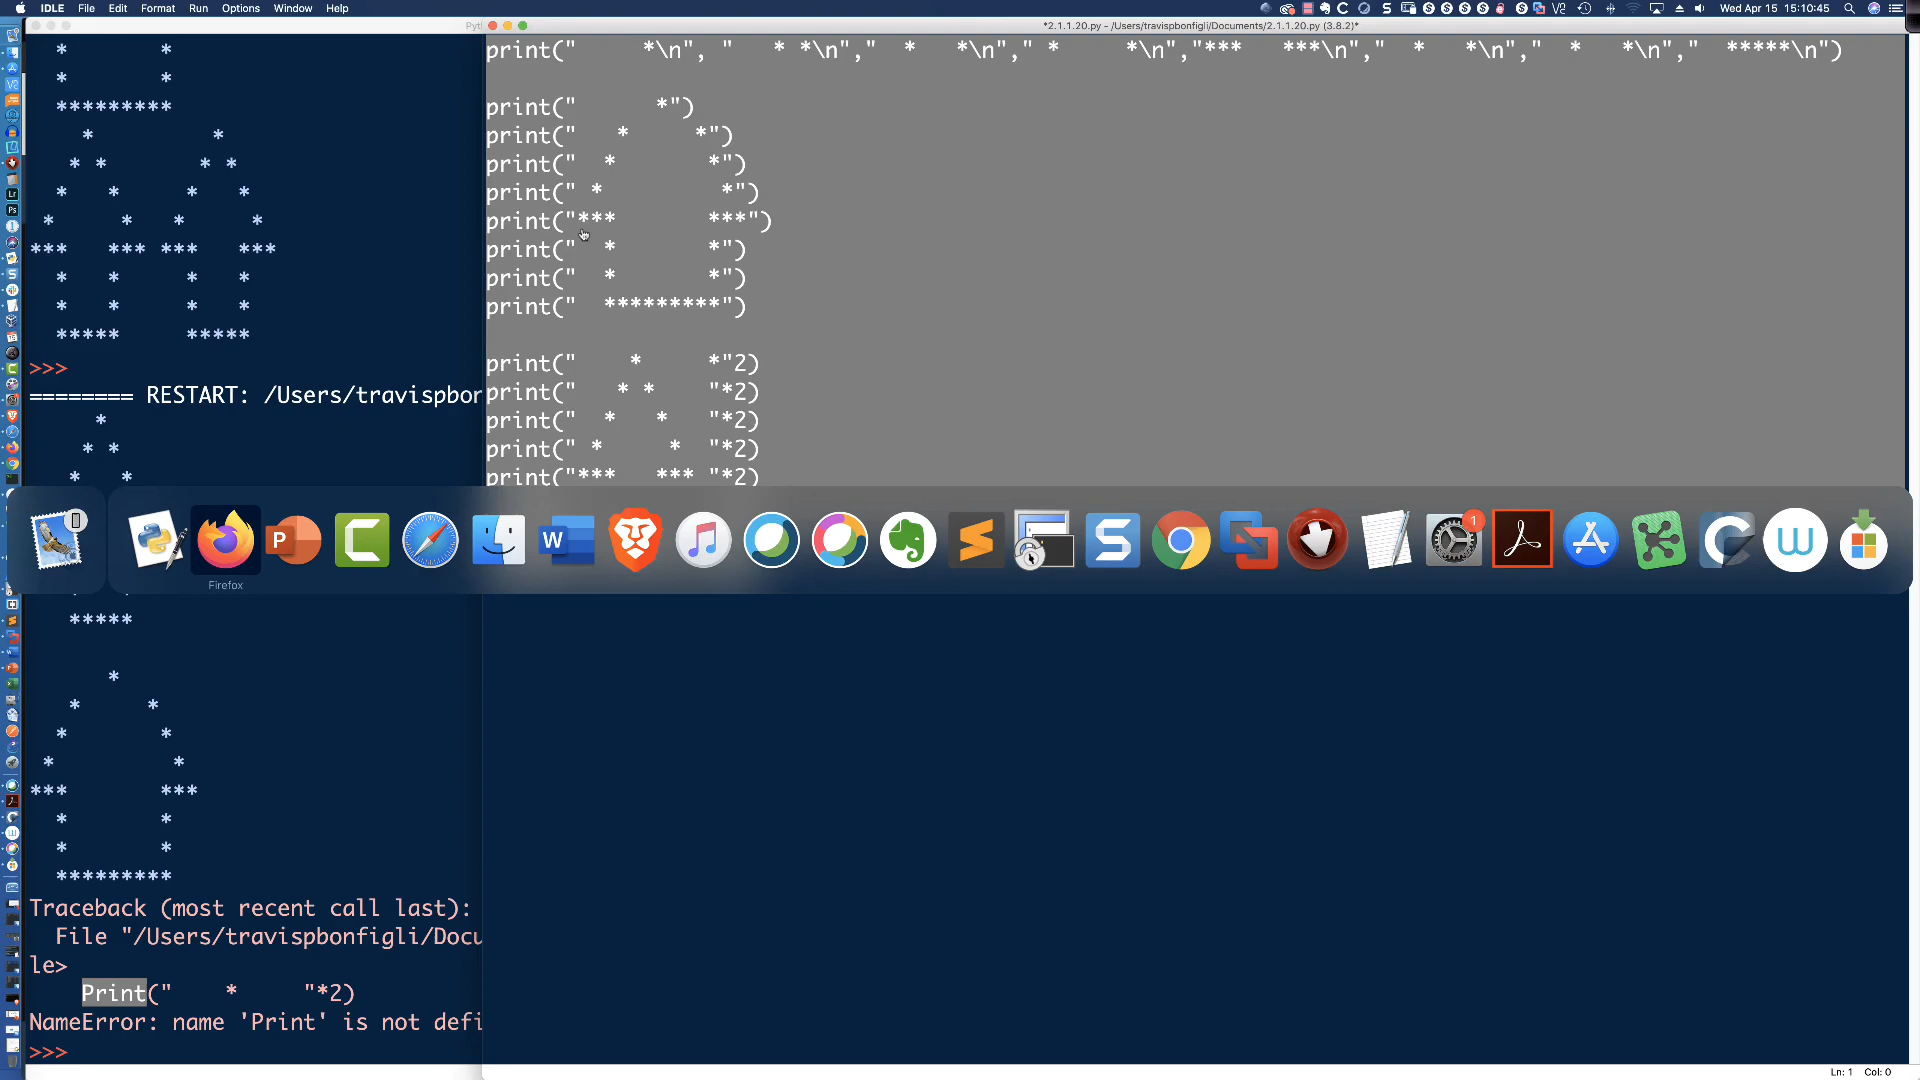 IDLE File Edit Format Run Options Window Help
Wed Apr 15 15:10:45
*2.1.1.20.py - /Users/travispbonfigli/Documents/2.1.1.20.py (3.8.2)*
*          *
*          *
*********
*          *
* *        * *
*   *      *   *
*      *   *      *
***    *** ***    ***
*   *      *   *
*   *      *   *
*****      *****
>>>
======== RESTART: /Users/travispbon
*
* *
*   *
*****
*
*      *
*        *
*          *
***          ***
*        *
*        *
*********
Traceback (most recent call last):
File "/Users/travispbonfigli/Docu
le>
Print("    *     "*2)
NameError: name 'Print' is not defi
>>>
print("     *\n", "   * *\n","  *   *\n"," *     *\n","***   ***\n","  *   *\n","  *   *\n","  *****\n")
print("      *")
print("   *     *")
print("  *       *")
print(" *         *")
print("***       ***")
print("  *       *")
print("  *       *")
print("  *********")
print("    *     *"2)
print("   * *    "*2)
print("  *   *   "*2)
print(" *     *  "*2)
print("***   *** "*2)
Firefox
Ln: 1 Col: 0